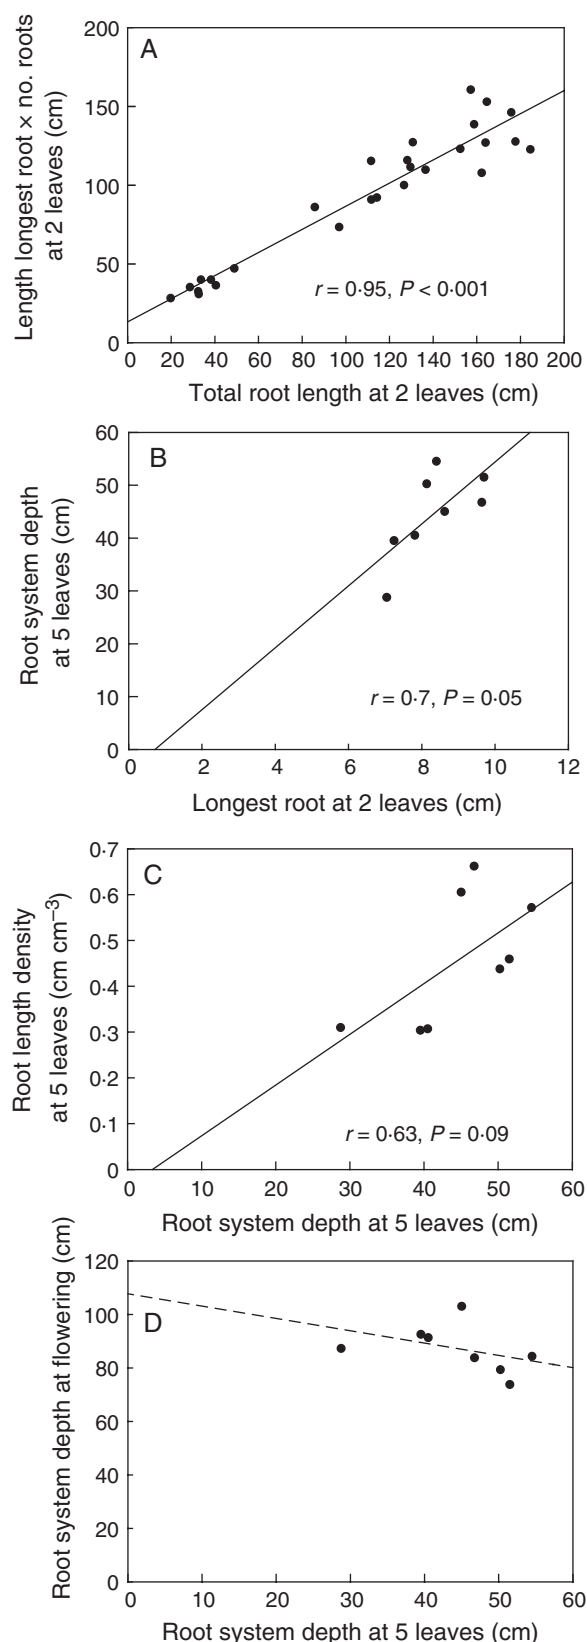 A
Length longest root × no. roots
at 2 leaves (cm)
200
150
100
50
0
r = 0·95, P < 0·001
0 20 40 60 80 100 120 140 160 180 200
Total root length at 2 leaves (cm)
B
Root system depth
at 5 leaves (cm)
60
50
40
30
20
10
0
r = 0·7, P = 0·05
2 4 6 8 10 12
Longest root at 2 leaves (cm)
C
Root length density
at 5 leaves (cm cm⁻³)
0·7
0·6
0·5
0·4
0·3
0·2
0·1
0
r = 0·63, P = 0·09
0 10 20 30 40 50 60
Root system depth at 5 leaves (cm)
D
Root system depth at flowering (cm)
120
100
80
60
40
20
0
0 10 20 30 40 50 60
Root system depth at 5 leaves (cm)